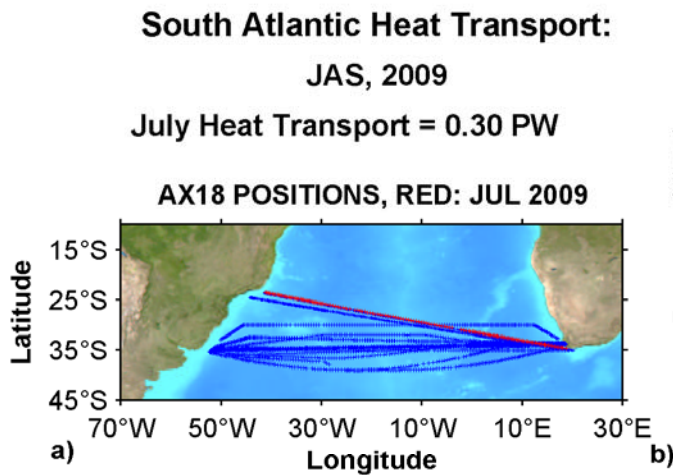 South Atlantic Heat Transport:
JAS, 2009
July Heat Transport = 0.30 PW
AX18 POSITIONS, RED: JUL 2009
Latitude
15°S
25°S
35°S
45°S
70°W 50°W 30°W 10°W 10°E 30°E
a) Longitude b)